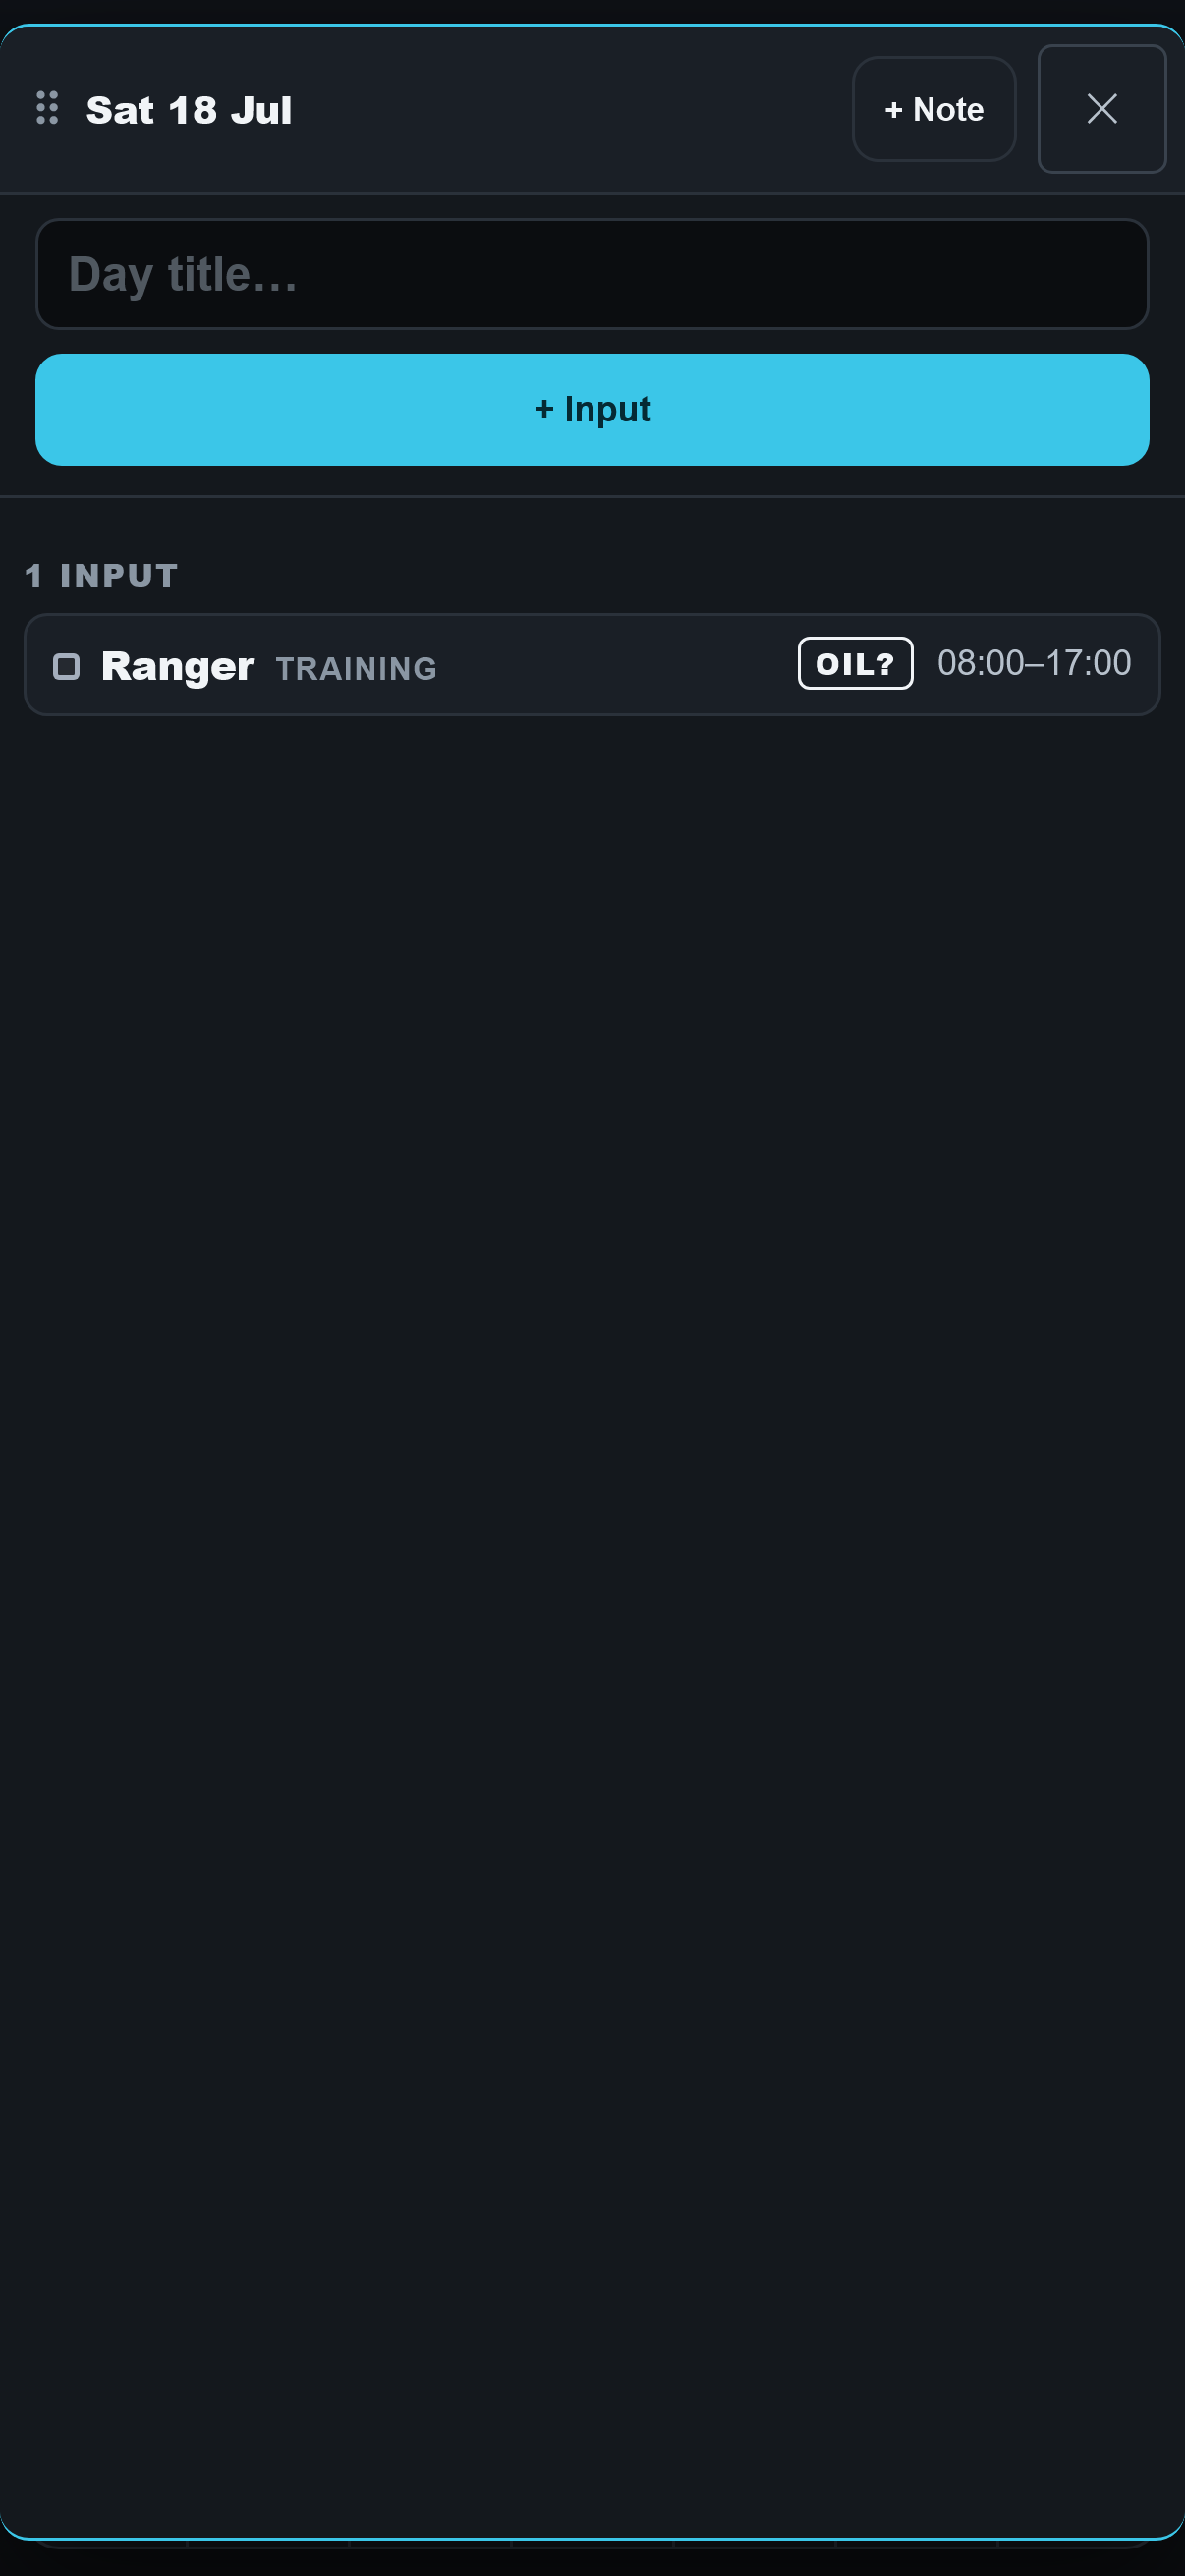 Sat 18 Jul
+ Note
Day title…
+ Input
1 INPUT
Ranger TRAINING OIL? 08:00–17:00